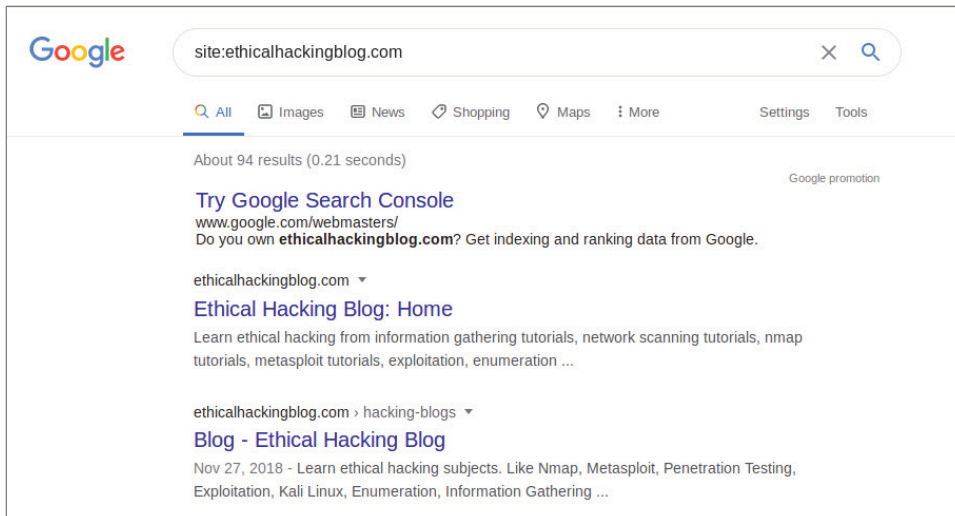 Google
site:ethicalhackingblog.com
All Images News Shopping Maps More Settings Tools
About 94 results (0.21 seconds)
Google promotion
Try Google Search Console
www.google.com/webmasters/
Do you own ethicalhackingblog.com? Get indexing and ranking data from Google.
ethicalhackingblog.com
Ethical Hacking Blog: Home
Learn ethical hacking from information gathering tutorials, network scanning tutorials, nmap
tutorials, metasploit tutorials, exploitation, enumeration ...
ethicalhackingblog.com › hacking-blogs
Blog - Ethical Hacking Blog
Nov 27, 2018 - Learn ethical hacking subjects. Like Nmap, Metasploit, Penetration Testing,
Exploitation, Kali Linux, Enumeration, Information Gathering ...